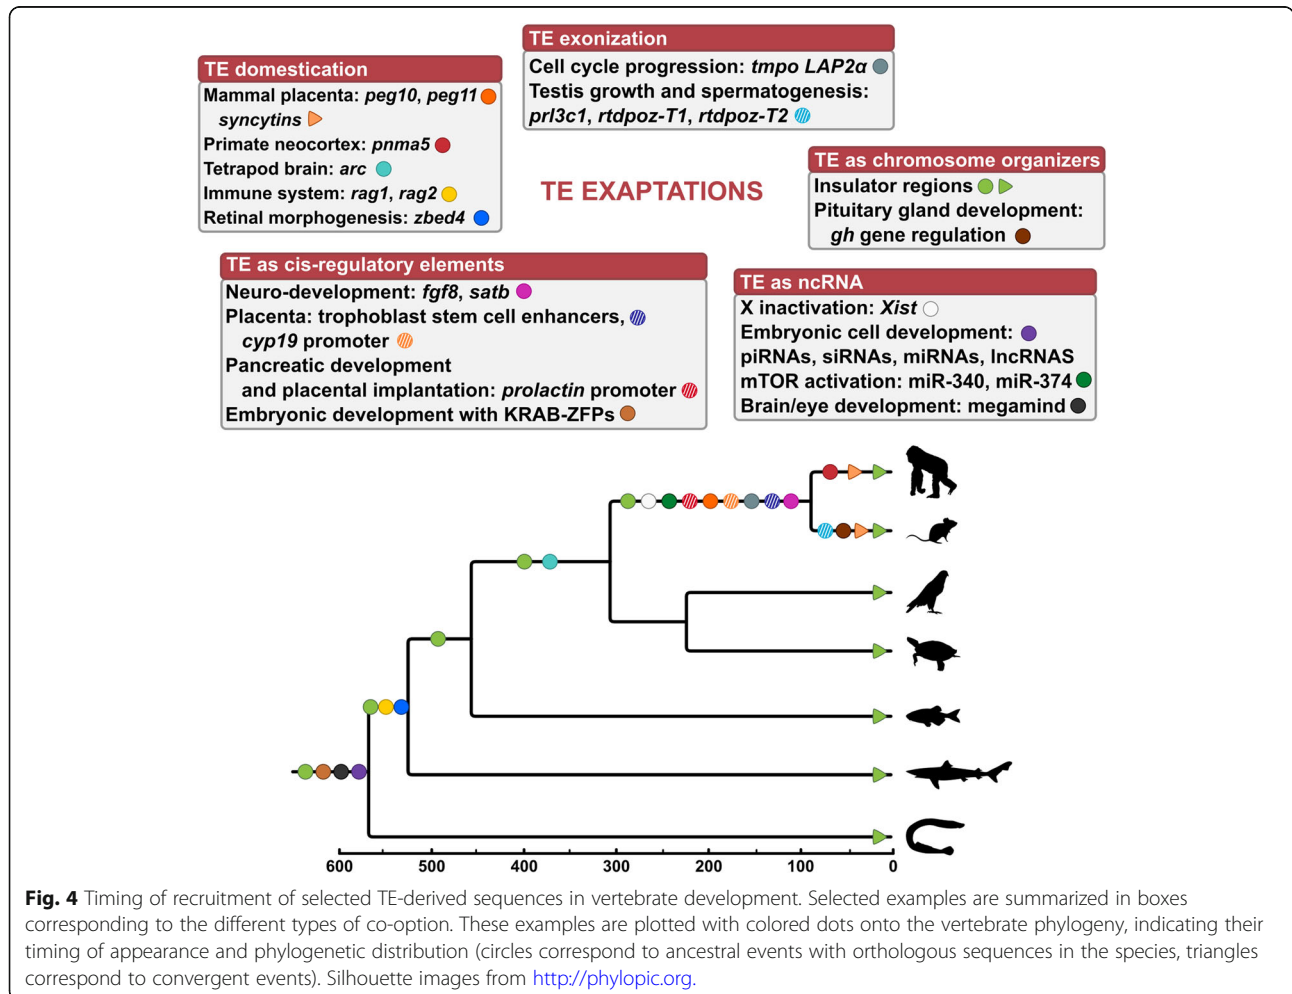 TE exonization
Cell cycle progression: tmpo LAP2α
Testis growth and spermatogenesis:
prl3c1, rtdpoz-T1, rtdpoz-T2
TE domestication
Mammal placenta: peg10, peg11
syncytins
Primate neocortex: pnma5
Tetrapod brain: arc
Immune system: rag1, rag2
Retinal morphogenesis: zbed4
TE EXAPTATIONS
TE as chromosome organizers
Insulator regions
Pituitary gland development:
gh gene regulation
TE as cis-regulatory elements
Neuro-development: fgf8, satb
Placenta: trophoblast stem cell enhancers,
cyp19 promoter
Pancreatic development
and placental implantation: prolactin promoter
Embryonic development with KRAB-ZFPs
TE as ncRNA
X inactivation: Xist
Embryonic cell development:
piRNAs, siRNAs, miRNAs, lncRNAS
mTOR activation: miR-340, miR-374
Brain/eye development: megamind
600 500 400 300 200 100 0
Fig. 4 Timing of recruitment of selected TE-derived sequences in vertebrate development. Selected examples are summarized in boxes
corresponding to the different types of co-option. These examples are plotted with colored dots onto the vertebrate phylogeny, indicating their
timing of appearance and phylogenetic distribution (circles correspond to ancestral events with orthologous sequences in the species, triangles
correspond to convergent events). Silhouette images from http://phylopic.org.